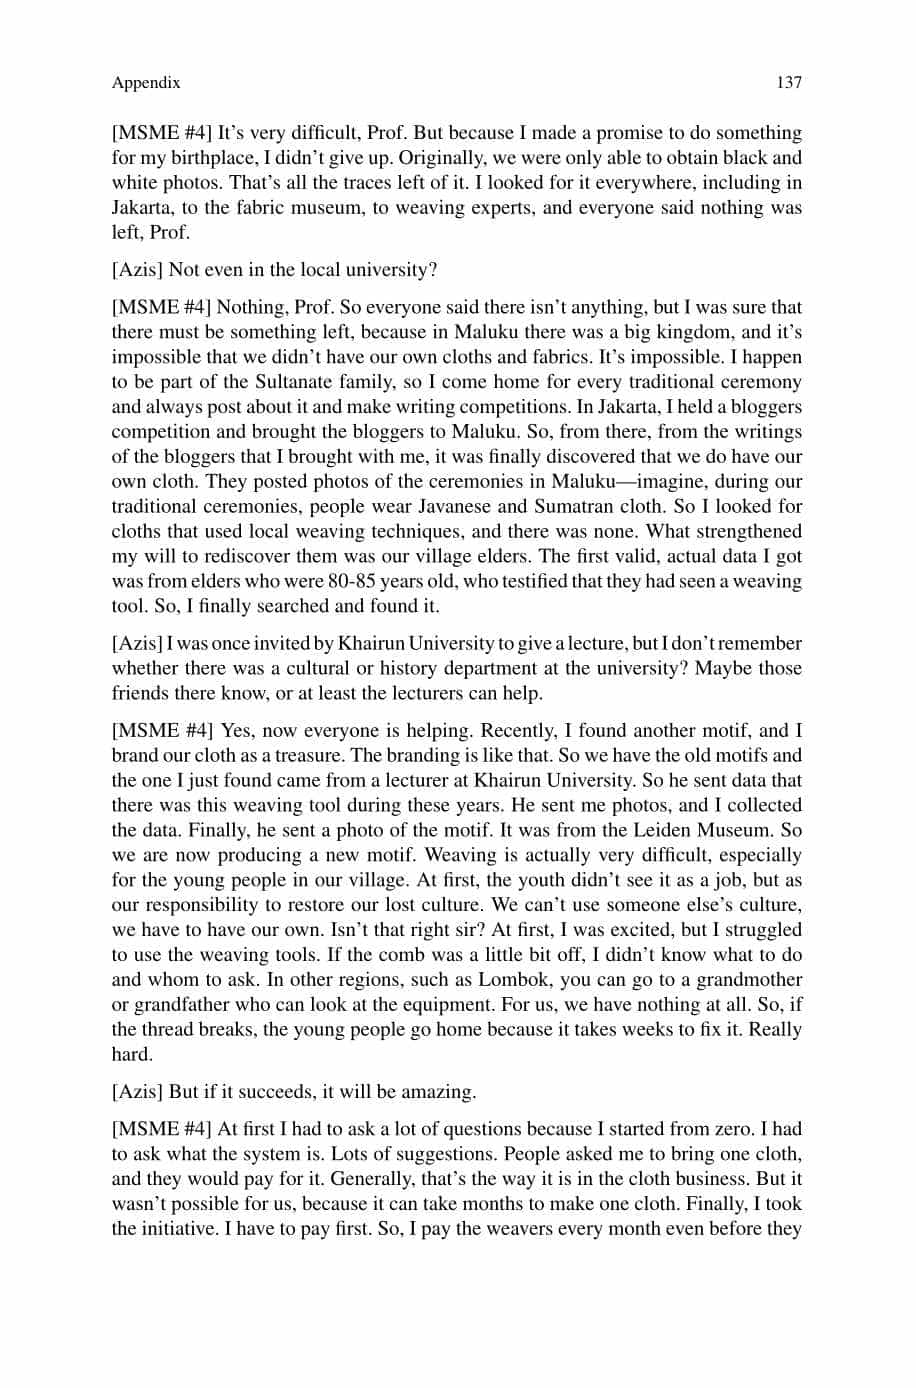 Appendix 137
[MSME #4] It's very difficult, Prof. But because I made a promise to do something
for my birthplace, I didn't give up. Originally, we were only able to obtain black and
white photos. That's all the traces left of it. I looked for it everywhere, including in
Jakarta, to the fabric museum, to weaving experts, and everyone said nothing was
left, Prof.
[Azis] Not even in the local university?
[MSME #4] Nothing, Prof. So everyone said there isn't anything, but I was sure that
there must be something left, because in Maluku there was a big kingdom, and it's
impossible that we didn't have our own cloths and fabrics. It's impossible. I happen
to be part of the Sultanate family, so I come home for every traditional ceremony
and always post about it and make writing competitions. In Jakarta, I held a bloggers
competition and brought the bloggers to Maluku. So, from there, from the writings
of the bloggers that I brought with me, it was finally discovered that we do have our
own cloth. They posted photos of the ceremonies in Maluku—imagine, during our
traditional ceremonies, people wear Javanese and Sumatran cloth. So I looked for
cloths that used local weaving techniques, and there was none. What strengthened
my will to rediscover them was our village elders. The first valid, actual data I got
was from elders who were 80-85 years old, who testified that they had seen a weaving
tool. So, I finally searched and found it.
[Azis] I was once invited by Khairun University to give a lecture, but I don't remember
whether there was a cultural or history department at the university? Maybe those
friends there know, or at least the lecturers can help.
[MSME #4] Yes, now everyone is helping. Recently, I found another motif, and I
brand our cloth as a treasure. The branding is like that. So we have the old motifs and
the one I just found came from a lecturer at Khairun University. So he sent data that
there was this weaving tool during these years. He sent me photos, and I collected
the data. Finally, he sent a photo of the motif. It was from the Leiden Museum. So
we are now producing a new motif. Weaving is actually very difficult, especially
for the young people in our village. At first, the youth didn't see it as a job, but as
our responsibility to restore our lost culture. We can't use someone else's culture,
we have to have our own. Isn't that right sir? At first, I was excited, but I struggled
to use the weaving tools. If the comb was a little bit off, I didn't know what to do
and whom to ask. In other regions, such as Lombok, you can go to a grandmother
or grandfather who can look at the equipment. For us, we have nothing at all. So, if
the thread breaks, the young people go home because it takes weeks to fix it. Really
hard.
[Azis] But if it succeeds, it will be amazing.
[MSME #4] At first I had to ask a lot of questions because I started from zero. I had
to ask what the system is. Lots of suggestions. People asked me to bring one cloth,
and they would pay for it. Generally, that's the way it is in the cloth business. But it
wasn't possible for us, because it can take months to make one cloth. Finally, I took
the initiative. I have to pay first. So, I pay the weavers every month even before they